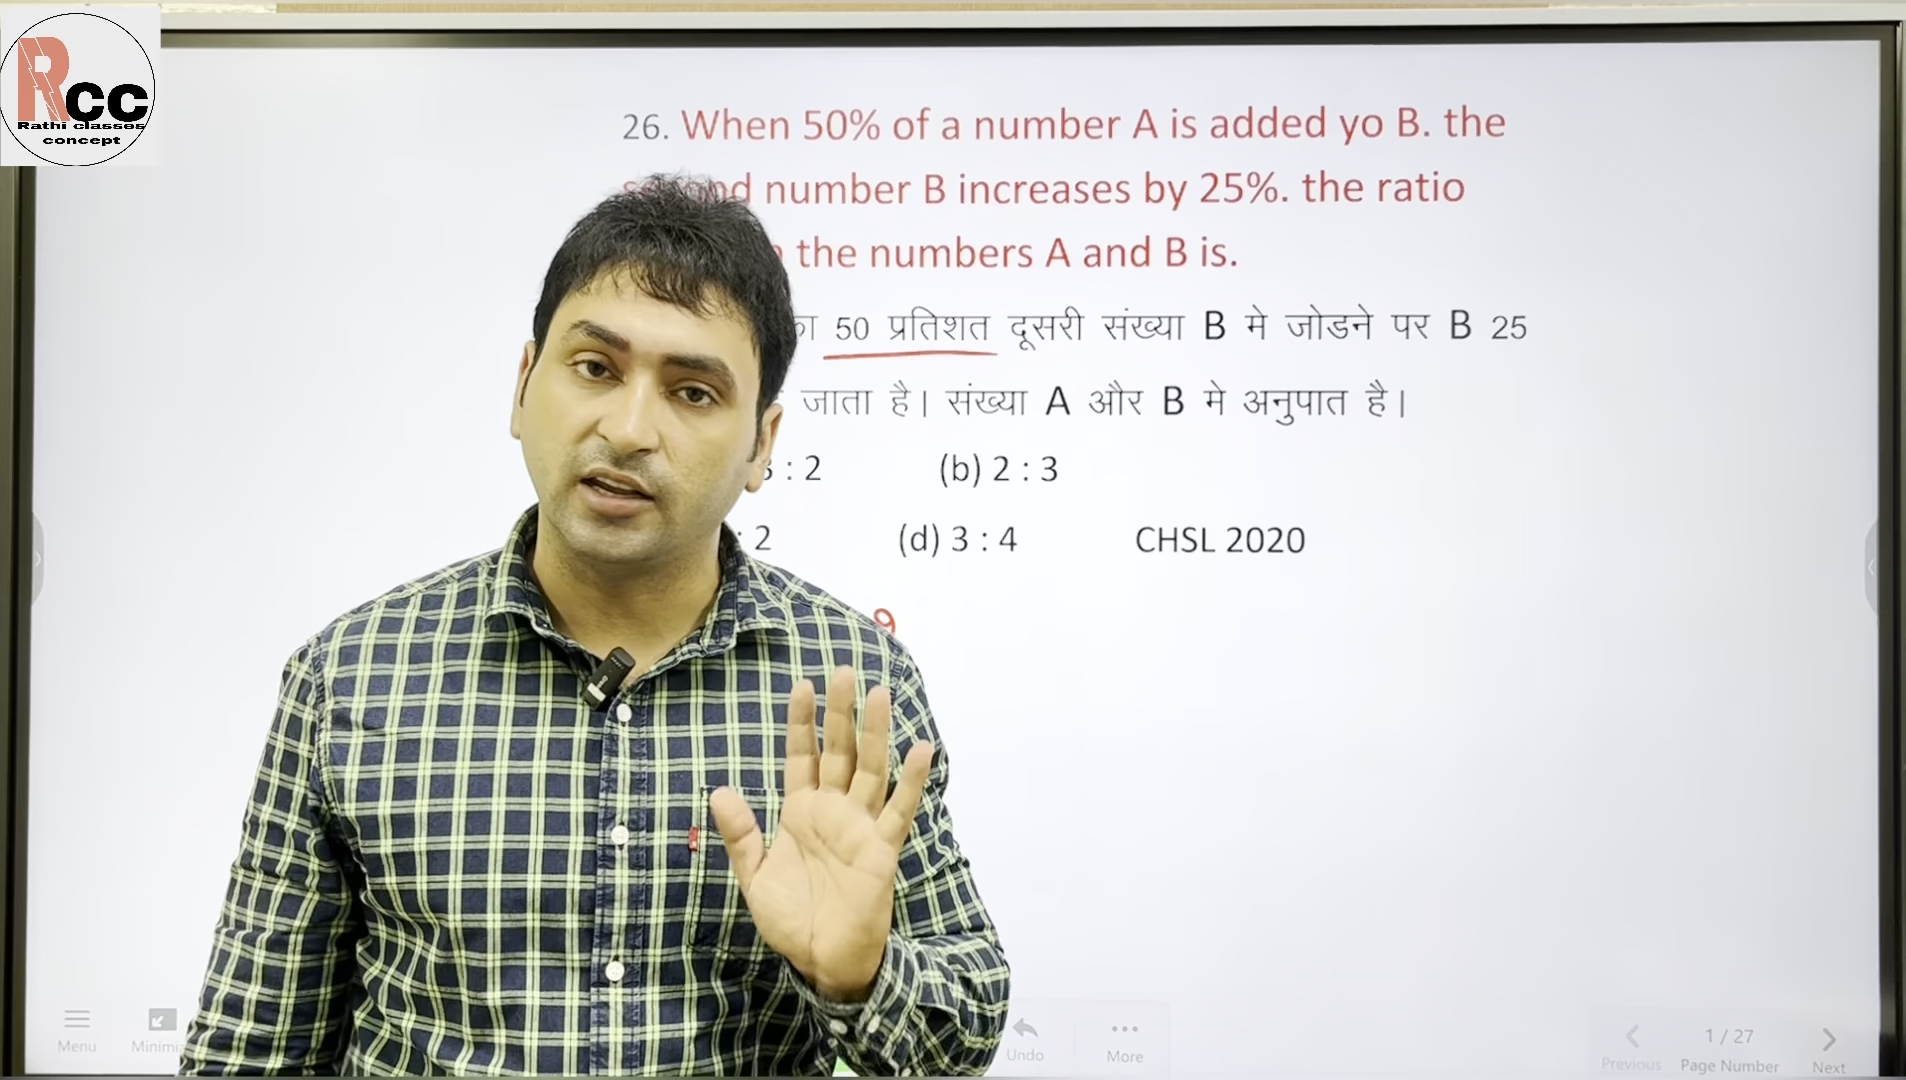 Rcc
Rathi classes
concept
26. When 50% of a number A is added yo B. the
number B increases by 25%. the ratio
the numbers A and B is.
50 प्रतिशत दूसरी संख्या B मे जोडने पर B 25
जाता है। संख्या A और B मे अनुपात है।
: 2 (b) 2 : 3
: 2 (d) 3 : 4 CHSL 2020
9
Menu Undo More Previous 1 / 27 Page Number Next